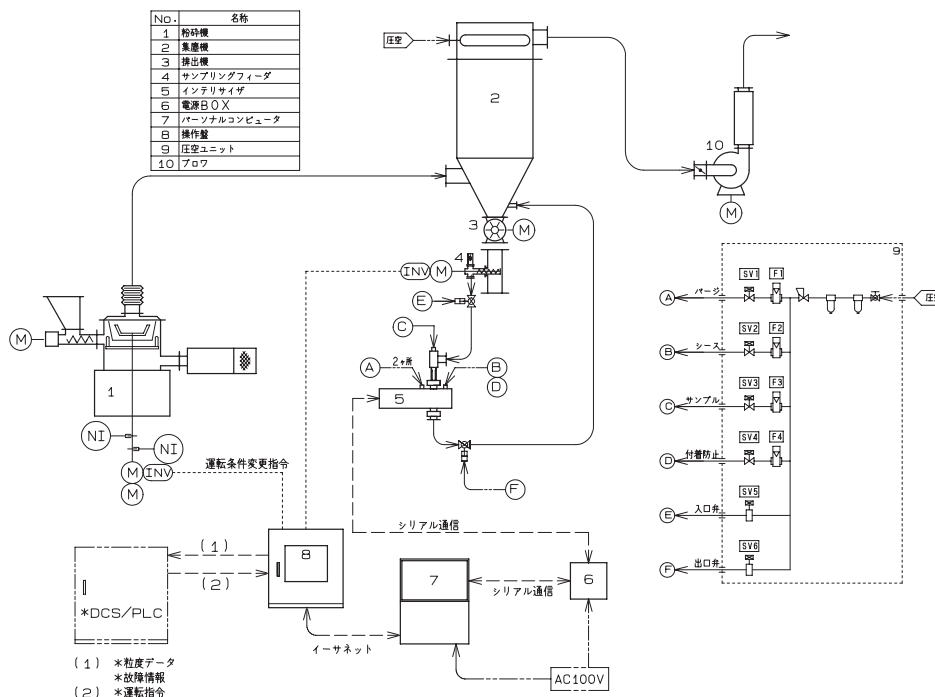 No. 名称
1 粉砕機
2 集塵機
3 排出機
4 サンプリングフィーダ
5 インテリサイザ
6 電源BOX
7 パーソナルコンピュータ
8 操作盤
9 圧空ユニット
10 ブロワ
圧空
2
10
M
3
M
4
INV M
E
C
A 2ヶ所
B
D
5
F
M
1
NI
NI
M INV
M
運転条件変更指令
9
SV1 F1
A パージ
圧空
SV2 F2
B シース
SV3 F3
C サンプル
SV4 F4
D 付着防止
SV5
E 入口弁
SV6
F 出口弁
シリアル通信
(1)
(2)
8
7
シリアル通信
6
*DCS/PLC
イーサネット
AC100V
(1) *粒度データ
*故障情報
(2) *運転指令